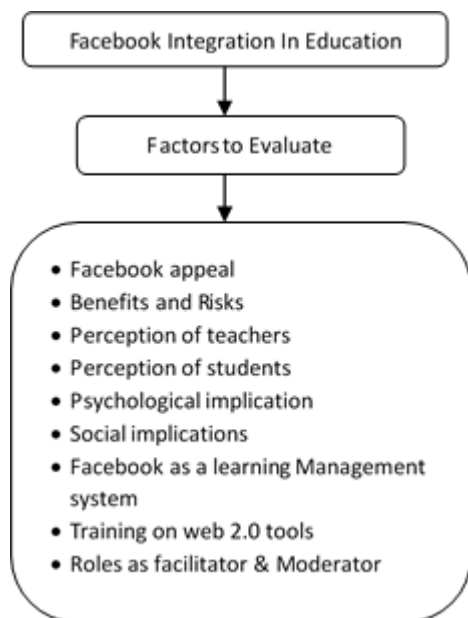 Facebook Integration In Education
Factors to Evaluate
• Facebook appeal
• Benefits and Risks
• Perception of teachers
• Perception of students
• Psychological implication
• Social implications
• Facebook as a learning Management
system
• Training on web 2.0 tools
• Roles as facilitator & Moderator